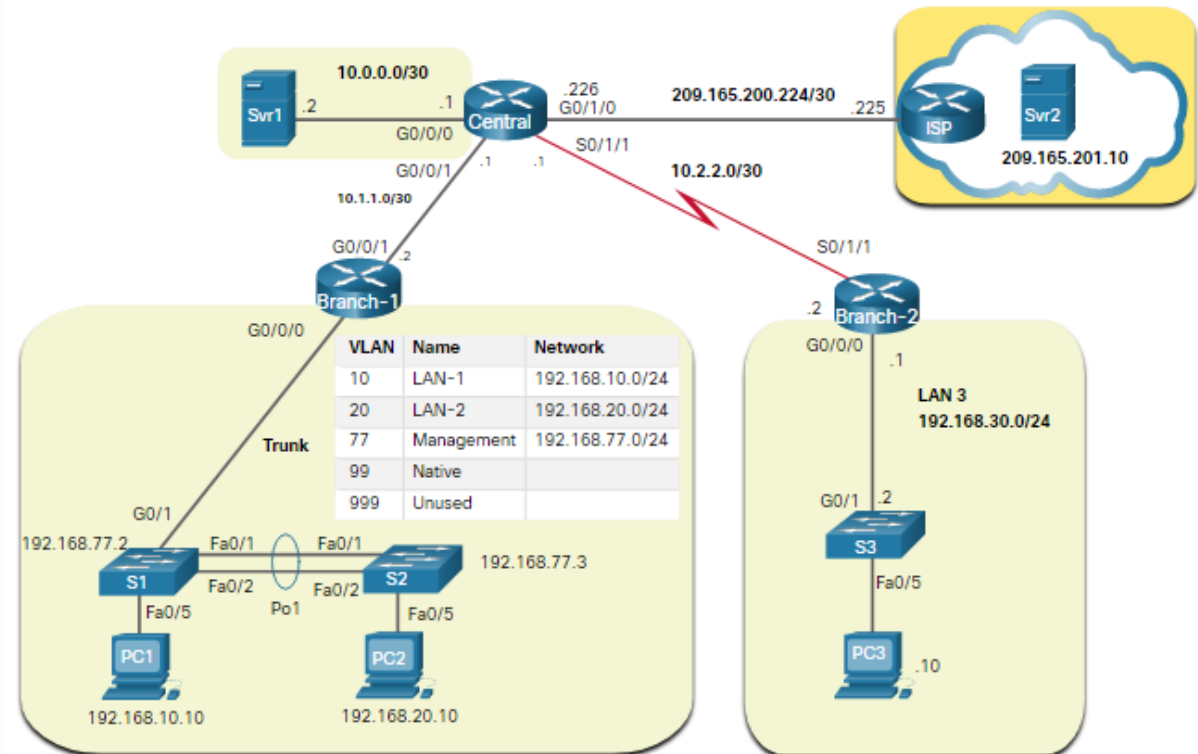 10.0.0.0/30
Svr1
.2
.1
G0/0/0
Central
.226
G0/1/0
209.165.200.224/30
.225
ISP
Svr2
209.165.201.10
S0/1/1
G0/0/1
.1
.1
10.2.2.0/30
10.1.1.0/30
G0/0/1
.2
Branch-1
S0/1/1
.2
Branch-2
G0/0/0
G0/0/0
.1
VLAN Name Network
10 LAN-1 192.168.10.0/24
20 LAN-2 192.168.20.0/24
77 Management 192.168.77.0/24
99 Native
999 Unused
LAN 3
192.168.30.0/24
Trunk
G0/1
192.168.77.2
Fa0/1
Fa0/1
S1
Fa0/2
Fa0/2
S2
192.168.77.3
Po1
Fa0/5
Fa0/5
PC1
PC2
192.168.10.10
192.168.20.10
G0/1
.2
S3
Fa0/5
PC3
.10